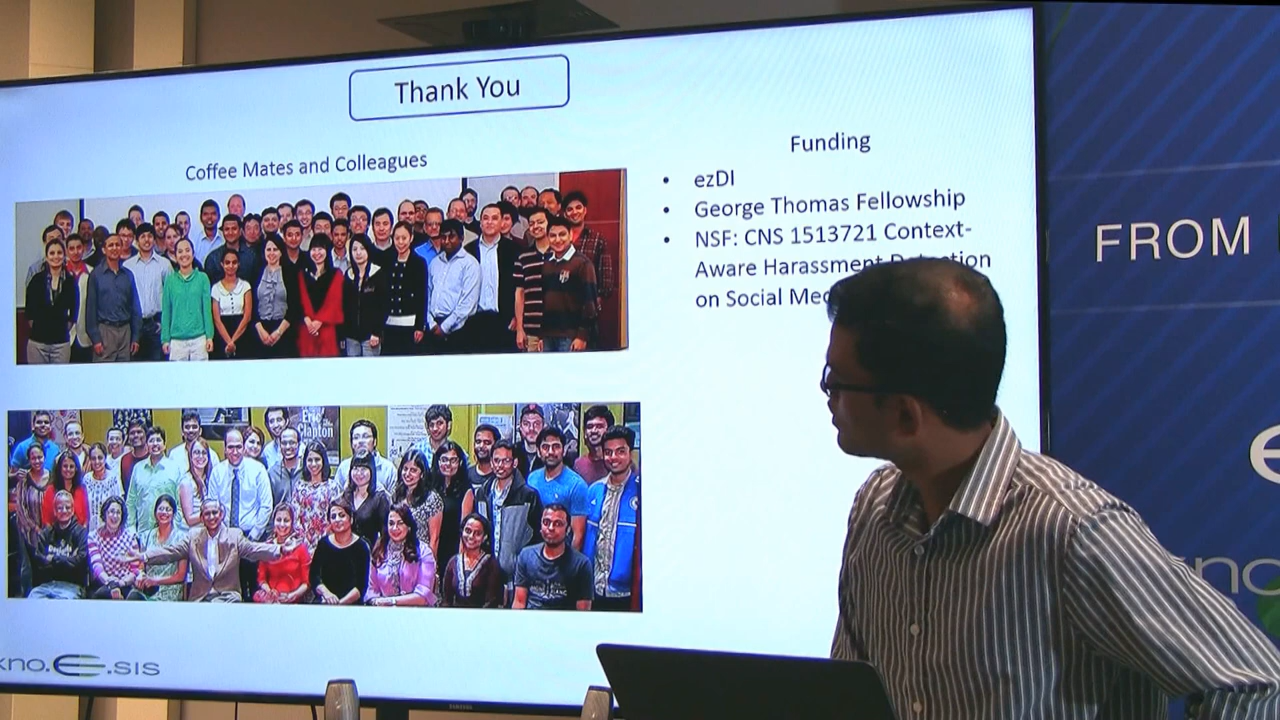 Thank You
Coffee Mates and Colleagues
Funding
• ezDI
• George Thomas Fellowship
• NSF: CNS 1513721 Context-
Aware Harassment
on Social
FROM
Eric
Clapton
kno.e.sis
SAMSUNG